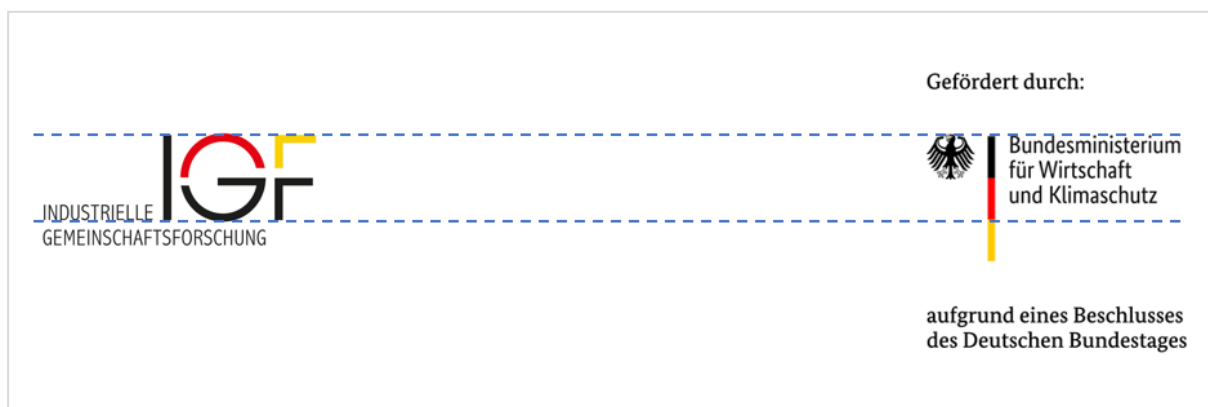 IGF
INDUSTRIELLE
GEMEINSCHAFTSFORSCHUNG
Gefördert durch:
Bundesministerium
für Wirtschaft
und Klimaschutz
aufgrund eines Beschlusses
des Deutschen Bundestages